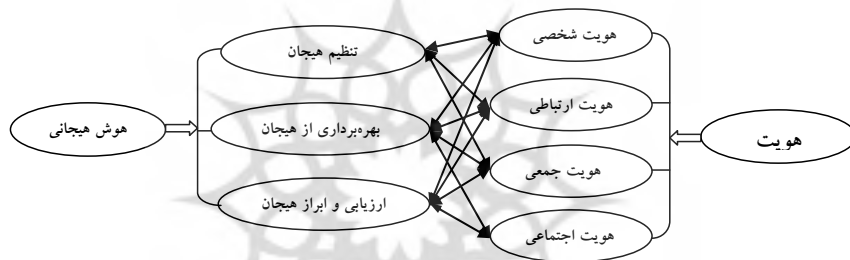 هویت شخصی
تنظیم هیجان
هویت ارتباطی
هوش هیجانی
بهره‌برداری از هیجان
هویت
هویت جمعی
ارزیابی و ابراز هیجان
هویت اجتماعی